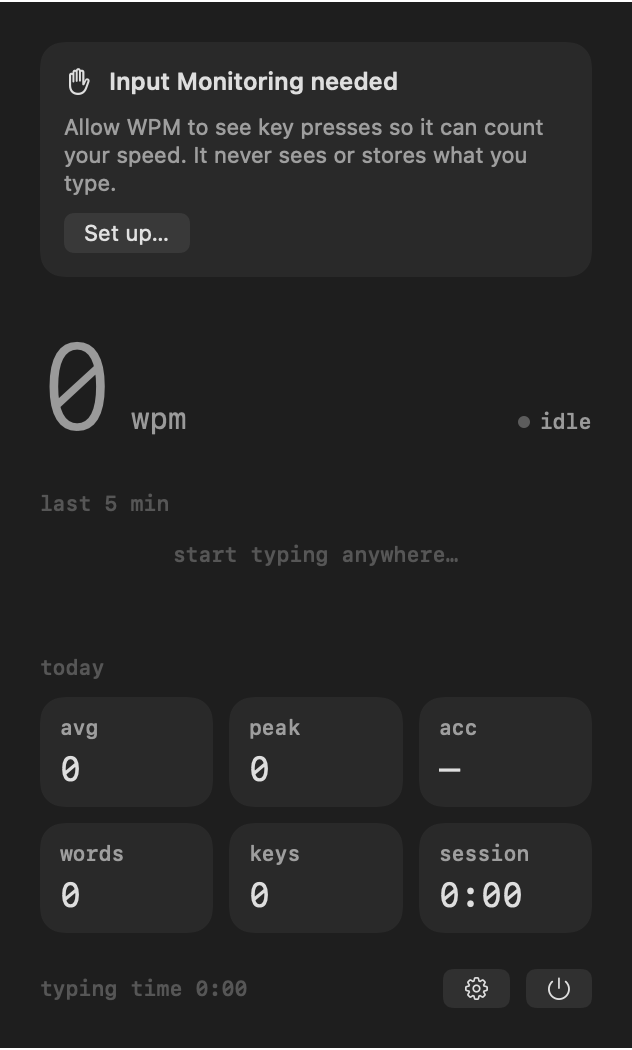 Input Monitoring needed
Allow WPM to see key presses so it can count
your speed. It never sees or stores what you
type.
Set up…
0 wpm
idle
last 5 min
start typing anywhere…
today
avg
0
peak
0
acc
—
words
0
keys
0
session
0:00
typing time 0:00